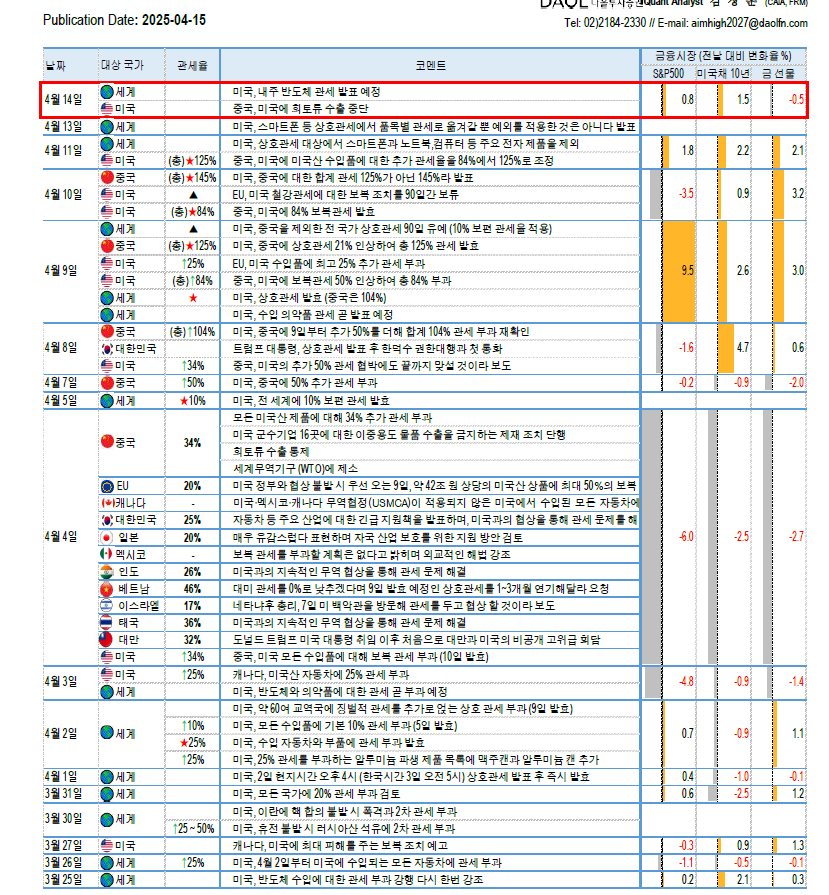 DAOL 다올투자증권 Quant Analyst 김 정 훈 (CAIA, FRM)
Publication Date: 2025-04-15
Tel: 02)2184-2330 // E-mail: aimhigh2027@daolfn.com
날짜 대상 국가 관세율 코멘트 금융시장 (전날 대비 변화율 %)
S&P500 미국채 10년 금 선물
4월 14일 세계 미국, 내주 반도체 관세 발표 예정 0.8 1.5 -0.5
미국 중국, 미국에 희토류 수출 중단
4월 13일 세계 미국, 스마트폰 등 상호관세에서 품목별 관세로 옮겨갈 뿐 예외를 적용한 것은 아니다 발표
4월 11일 세계 미국, 상호관세 대상에서 스마트폰과 노트북,컴퓨터 등 주요 전자 제품을 제외 1.8 2.2 2.1
미국 (총)★125% 중국, 미국에 미국산 수입품에 대한 추가 관세율을 84%에서 125%로 조정
4월 10일 중국 (총)★145% 미국, 중국에 대한 합계 관세 125%가 아닌 145%라 발표 -3.5 0.9 3.2
미국 ▲ EU, 미국 철강관세에 대한 보복 조치를 90일간 보류
미국 (총)★84% 중국, 미국에 84% 보복관세 발효
4월 9일 세계 ▲ 미국, 중국을 제외한 전 국가 상호관세 90일 유예 (10% 보편 관세율 적용) 9.5 2.6 3.0
중국 (총)★125% 미국, 중국에 상호관세 21% 인상하여 총 125% 관세 발효
미국 ↑25% EU, 미국 수입품에 최고 25% 추가 관세 부과
미국 (총)↑84% 중국, 미국에 보복관세 50% 인상하여 총 84% 부과
세계 ★ 미국, 상호관세 발효 (중국은 104%)
세계 미국, 수입 의약품 관세 곧 발표 예정
4월 8일 중국 (총)↑104% 미국, 중국에 9일부터 추가 50%를 더해 합계 104% 관세 부과 재확인 -1.6 4.7 0.6
대한민국 트럼프 대통령, 상호관세 발표 후 한덕수 권한대행과 첫 통화
미국 ↑34% 중국, 미국의 추가 50% 관세 협박에도 끝까지 맞설 것이라 보도
4월 7일 중국 ↑50% 미국, 중국에 50% 추가 관세 부과 -0.2 -0.9 -2.0
4월 5일 세계 ★10% 미국, 전 세계에 10% 보편 관세 발효
4월 4일 중국 34% 모든 미국산 제품에 대해 34% 추가 관세 부과 -6.0 -2.5 -2.7
미국 군수기업 16곳에 대한 이중용도 물품 수출을 금지하는 제재 조치 단행
희토류 수출 통제
세계무역기구 (WTO)에 제소
EU 20% 미국 정부와 협상 불발 시 우선 오는 9일, 약 42조 원 상당의 미국산 상품에 최대 50%의 보복
캐나다 - 미국·멕시코·캐나다 무역협정(USMCA)이 적용되지 않은 미국에서 수입된 모든 자동차에
대한민국 25% 자동차 등 주요 산업에 대한 긴급 지원책을 발표하며, 미국과의 협상을 통해 관세 문제를 해
일본 20% 매우 유감스럽다 표현하며 자국 산업 보호를 위한 지원 방안 검토
멕시코 - 보복 관세를 부과할 계획은 없다고 밝히며 외교적인 해법 강조
인도 26% 미국과의 지속적인 무역 협상을 통해 관세 문제 해결
베트남 46% 대미 관세를 0%로 낮추겠다며 9일 발효 예정인 상호관세를 1~3개월 연기해달라 요청
이스라엘 17% 네타냐후 총리, 7일 미 백악관을 방문해 관세를 두고 협상 할 것이라 보도
태국 36% 미국과의 지속적인 무역 협상을 통해 관세 문제 해결
대만 32% 도널드 트럼프 미국 대통령 취임 이후 처음으로 대만과 미국의 비공개 고위급 회담
미국 ↑34% 중국, 미국 모든 수입품에 대해 보복 관세 부과 (10일 발효)
4월 3일 미국 ↑25% 캐나다, 미국산 자동차에 25% 관세 부과 -4.8 -0.9 -1.4
세계 미국, 반도체와 의약품에 대한 관세 곧 부과 예정
4월 2일 세계 미국, 약 60여 교역국에 징벌적 관세를 추가로 얹는 상호 관세 부과 (9일 발효) 0.7 -0.9 1.1
↑10% 미국, 모든 수입품에 기본 10% 관세 부과 (5일 발효)
★25% 미국, 수입 자동차와 부품에 관세 부과 발효
↑25% 미국, 25% 관세를 부과하는 알루미늄 파생 제품 목록에 맥주캔과 알루미늄 캔 추가
4월 1일 세계 미국, 2일 현지시간 오후 4시 (한국시간 3일 오전 5시) 상호관세 발표 후 즉시 발효 0.4 -1.0 -0.1
3월 31일 세계 미국, 모든 국가에 20% 관세 부과 검토 0.6 -2.5 1.2
3월 30일 세계 미국, 이란에 핵 합의 불발 시 폭격과 2차 관세 부과
↑25 ~ 50% 미국, 휴전 불발 시 러시아산 석유에 2차 관세 부과
3월 27일 미국 캐나다, 미국에 최대 피해를 주는 보복 조치 예고 -0.3 0.9 1.3
3월 26일 세계 ↑25% 미국, 4월 2일부터 미국에 수입되는 모든 자동차에 관세 부과 -1.1 -0.5 -0.1
3월 25일 세계 미국, 반도체 수입에 대한 관세 부과 강행 다시 한번 강조 0.3 2.1 0.3